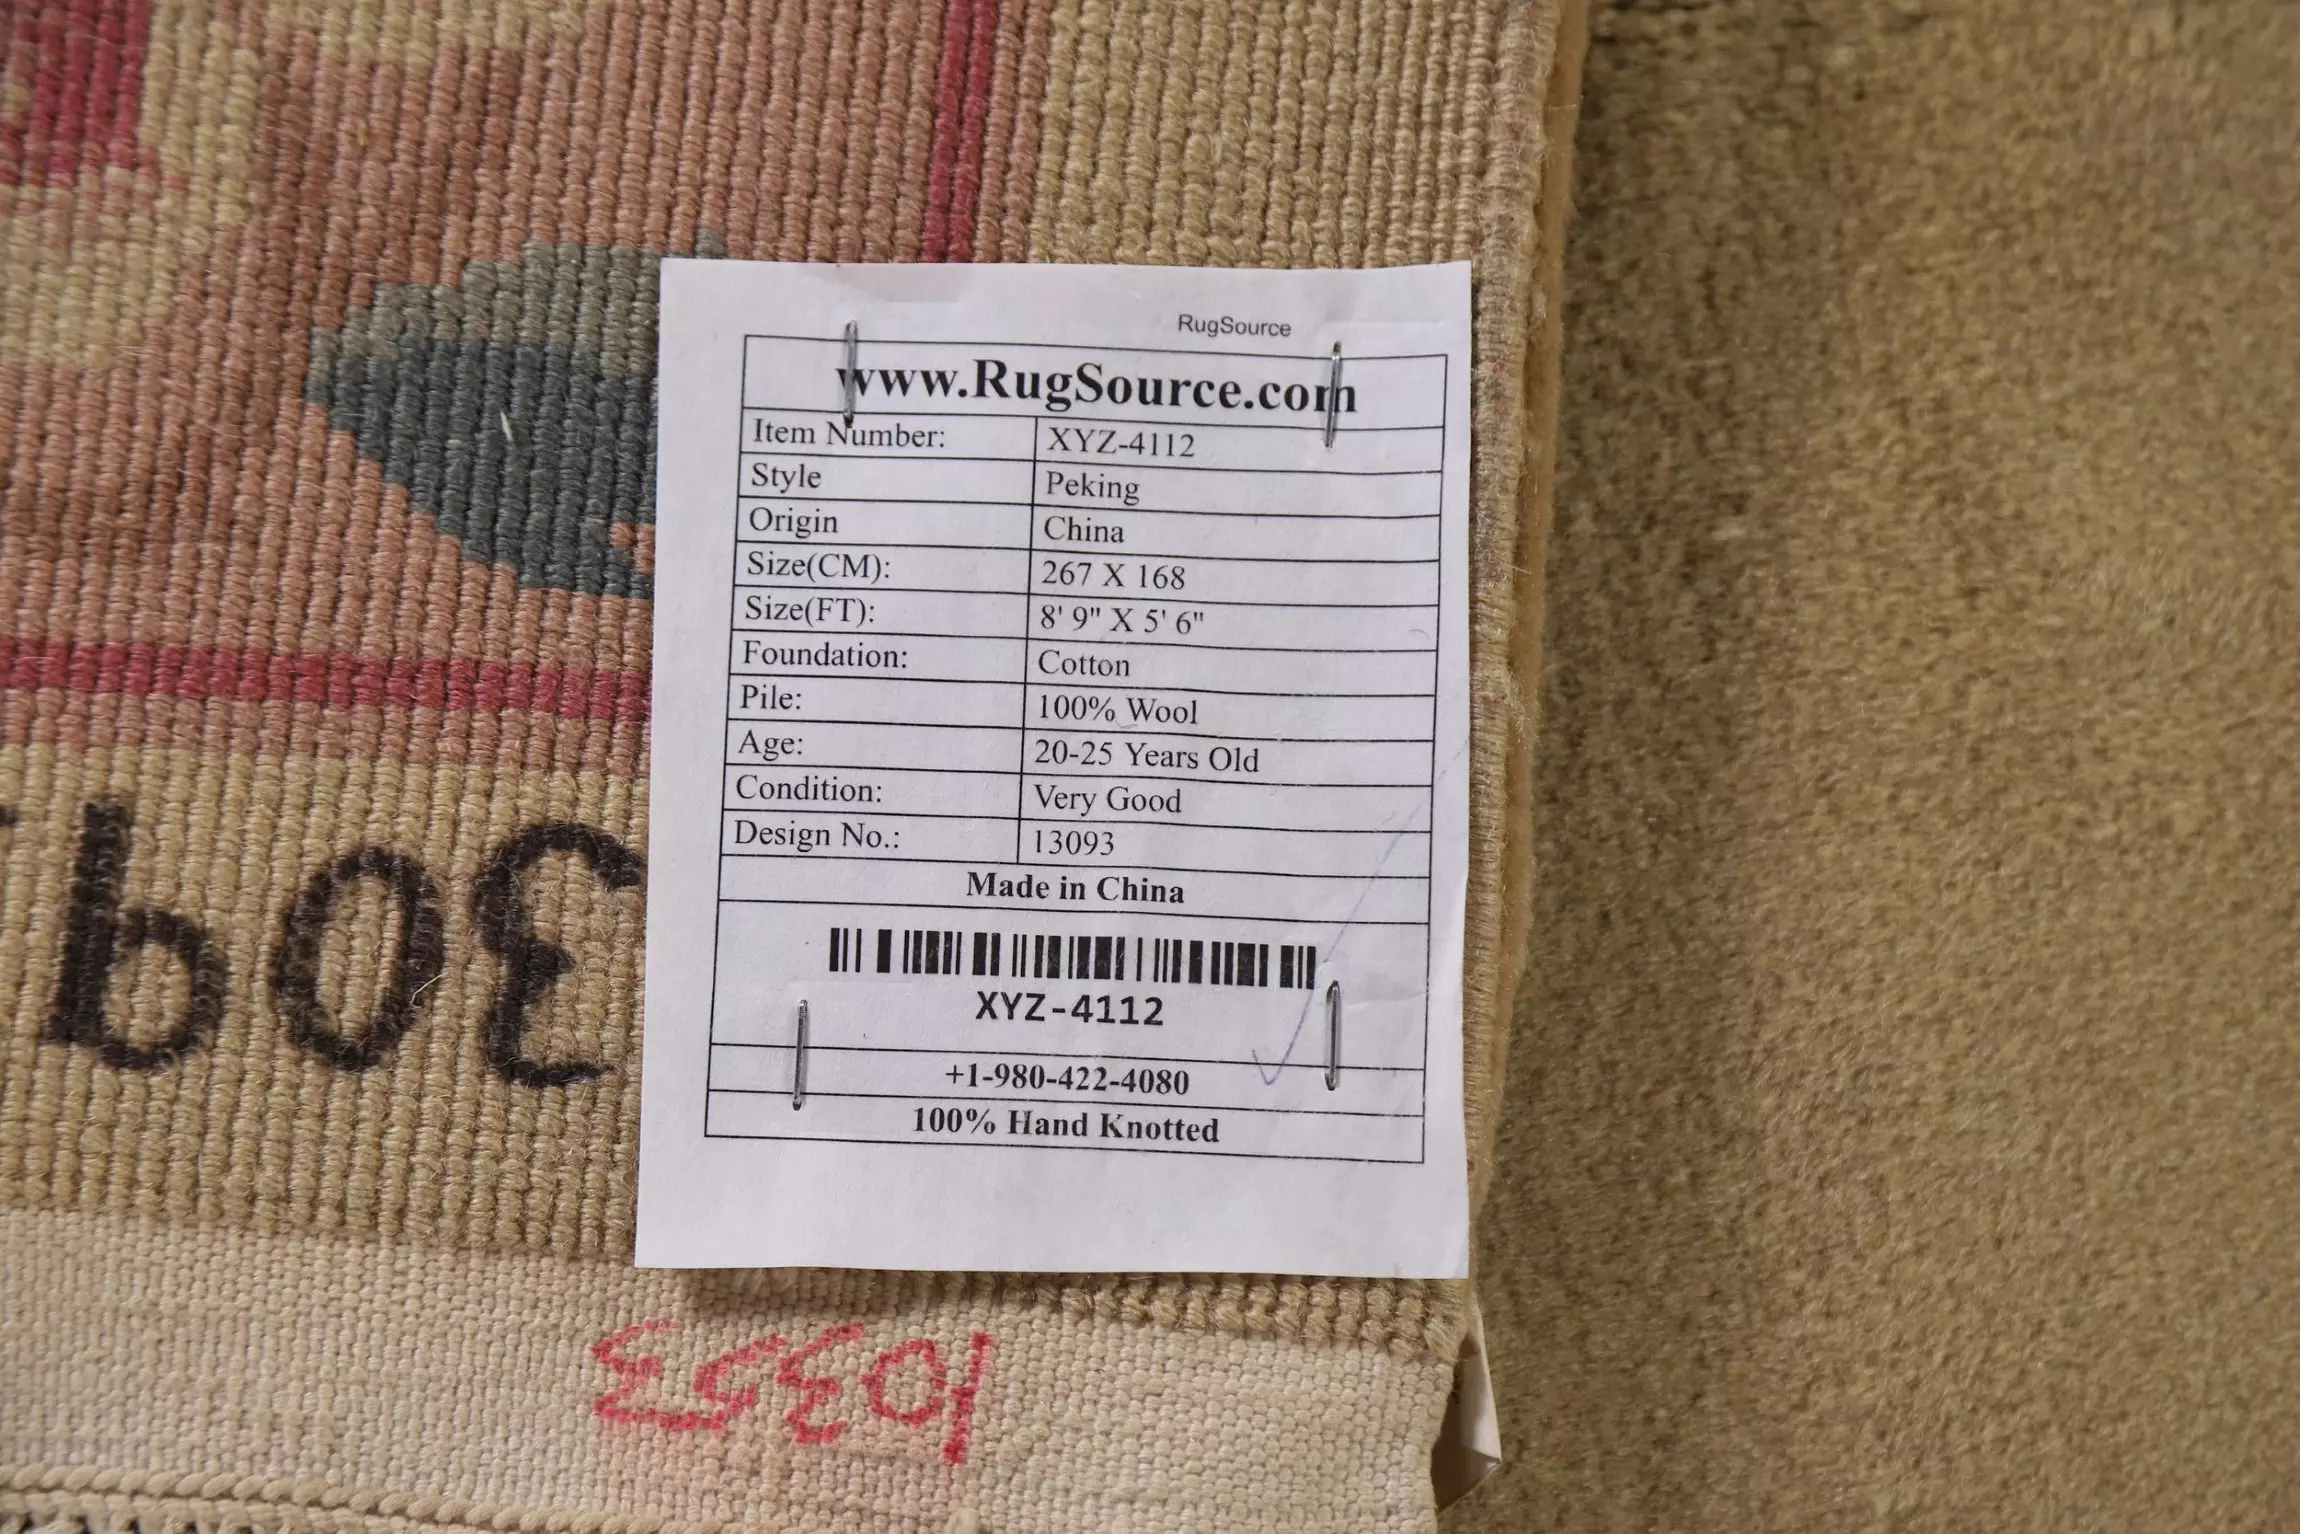 RugSource
www.RugSource.com
Item Number: XYZ-4112
Style Peking
Origin China
Size(CM): 267 X 168
Size(FT): 8' 9" X 5' 6"
Foundation: Cotton
Pile: 100% Wool
Age: 20-25 Years Old
Condition: Very Good
Design No.: 13093
Made in China
XYZ-4112
+1-980-422-4080
100% Hand Knotted
10353